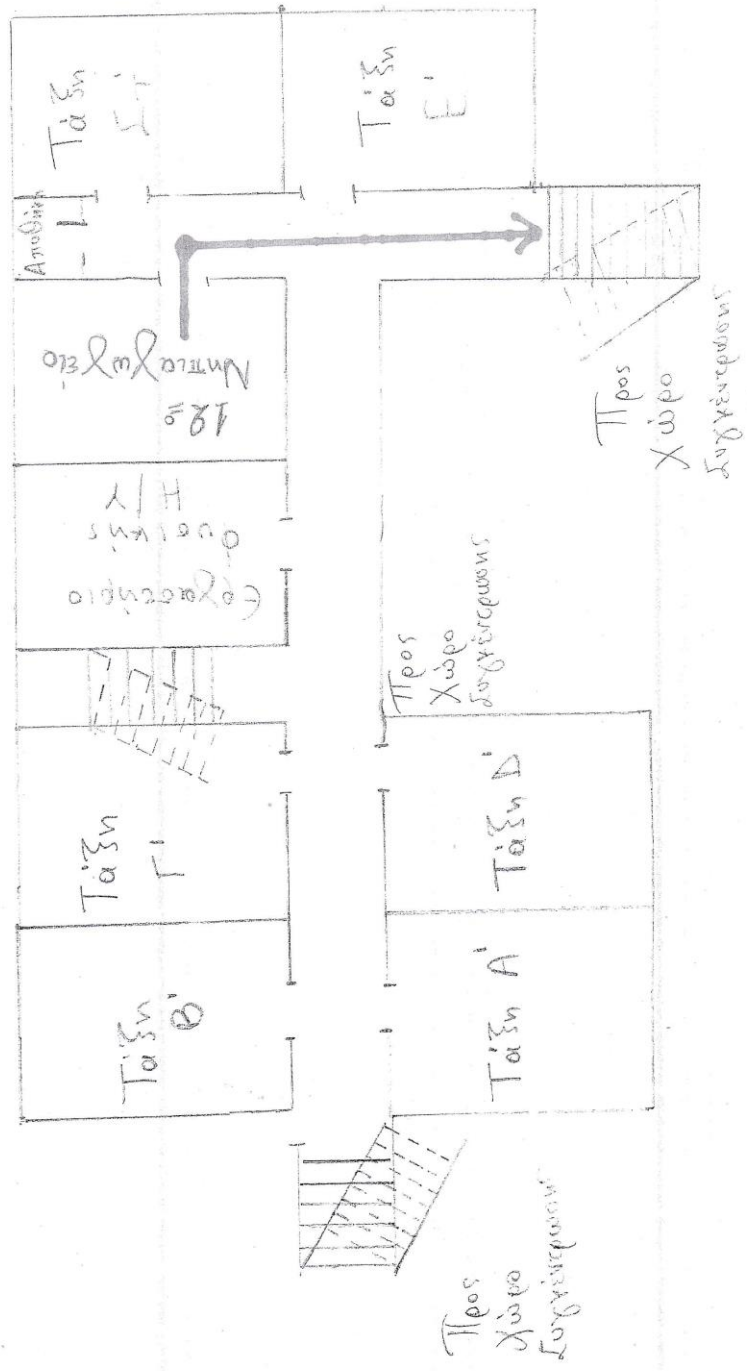 Τάξη
ΣΤ'
Τάξη
Ε'
Αποθήκη
12ο
Νηπιαγωγείο
Εργαστήριο
Φυσικής
Η/Υ
Τάξη
Γ'
Τάξη
Β'
Τάξη Δ'
Τάξη Α'
Προς
Χώρο
Συγκέντρωσης
Προς
Χώρο
Συγκέντρωσης
Προς
Χώρο
Συγκέντρωσης